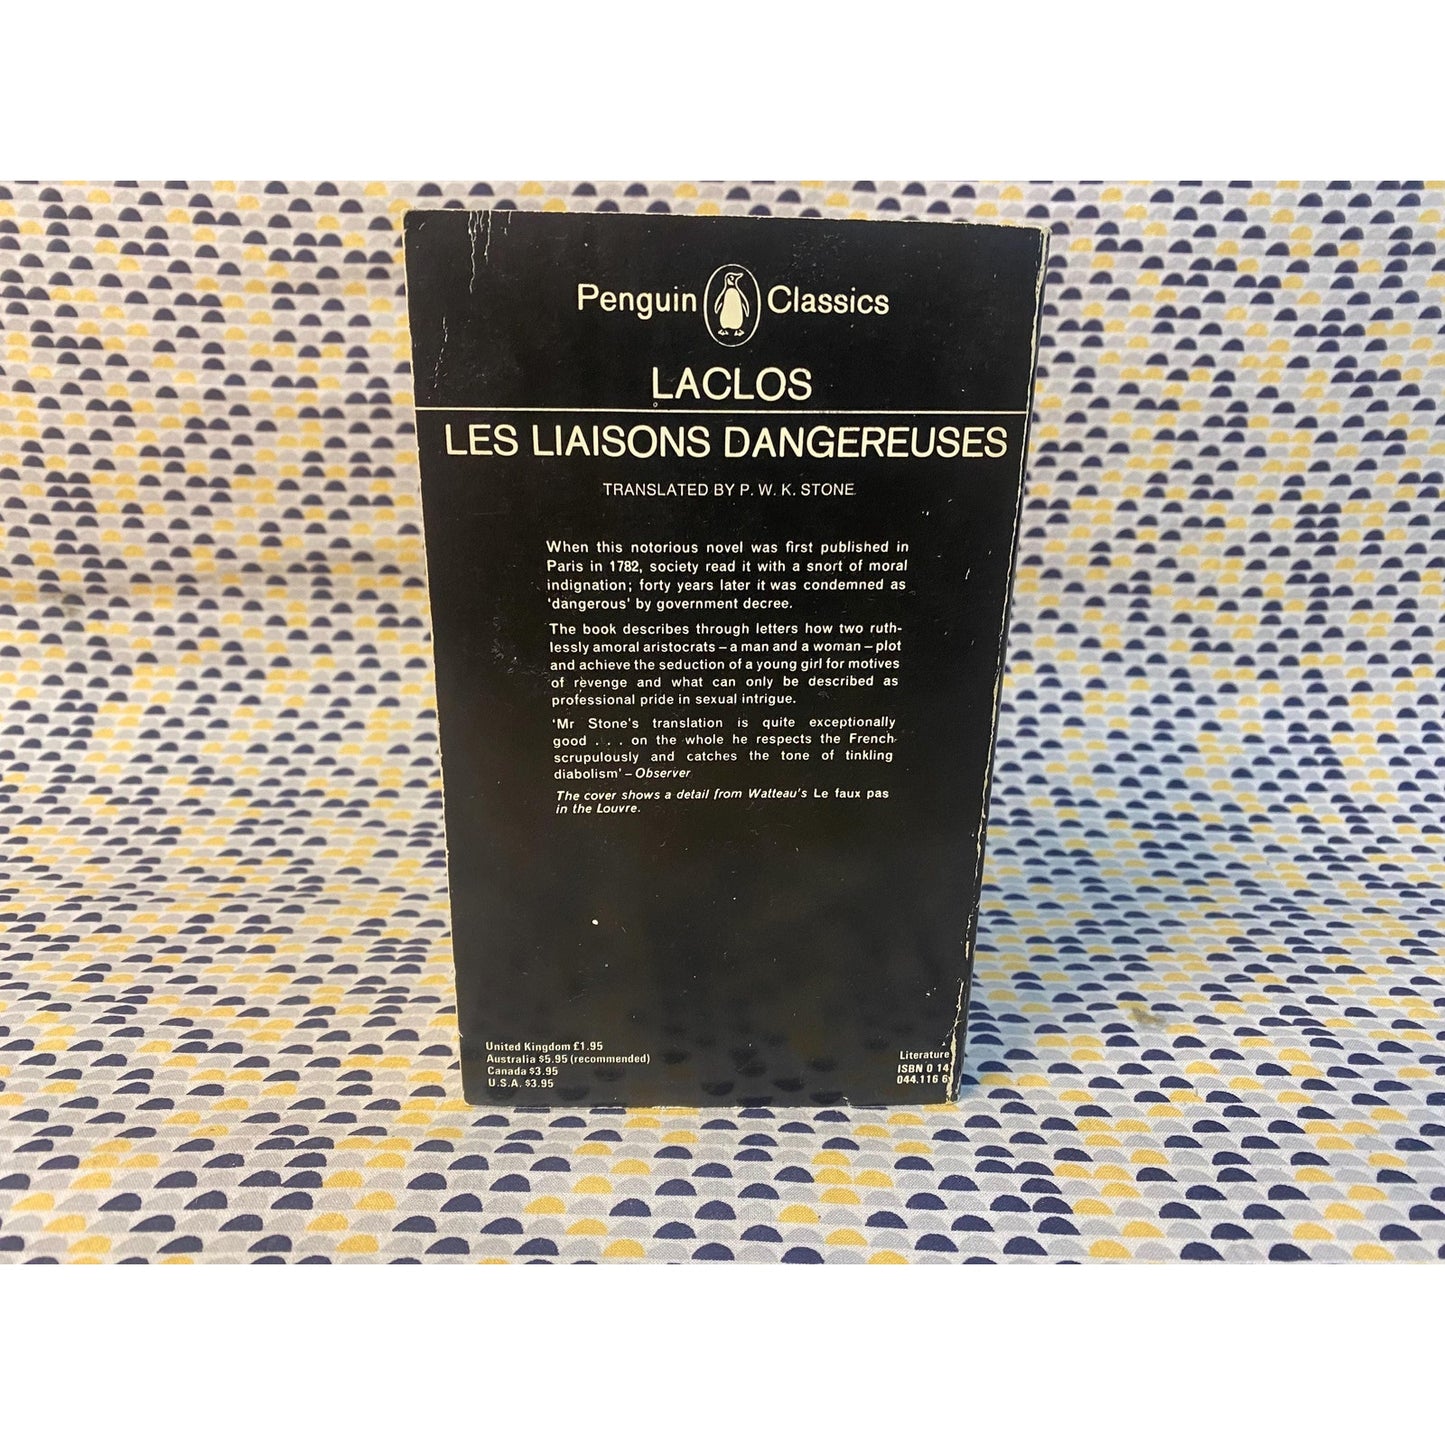 Penguin Classics
LACLOS
LES LIAISONS DANGEREUSES
TRANSLATED BY P. W. K. STONE
When this notorious novel was first published in
Paris in 1782, society read it with a snort of moral
indignation; forty years later it was condemned as
'dangerous' by government decree.
The book describes through letters how two ruth-
lessly amoral aristocrats – a man and a woman – plot
and achieve the seduction of a young girl for motives
of revenge and what can only be described as
professional pride in sexual intrigue.
'Mr Stone's translation is quite exceptionally
good . . . on the whole he respects the French
scrupulously and catches the tone of tinkling
diabolism' – Observer
The cover shows a detail from Watteau's Le faux pas
in the Louvre.
United Kingdom £1.95
Australia $5.95 (recommended)
Canada $3.95
U.S.A. $3.95
Literature
ISBN 0 14
044.116 6